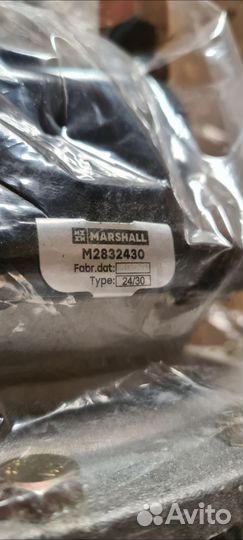 MARSHALL
M2832430
Fabr.dat:
Type: 24/30
Avito